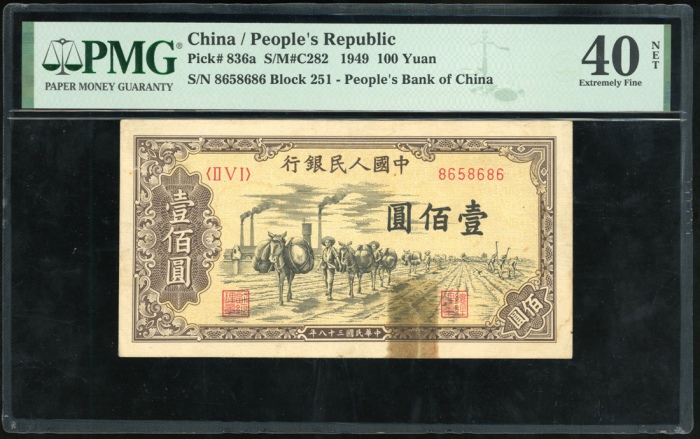 PMG®
PAPER MONEY GUARANTY
China / People's Republic
Pick# 836a S/M#C282 1949 100 Yuan
S/N 8658686 Block 251 - People's Bank of China
40 NET
Extremely Fine
行銀民人國中
〈II V I〉
8658686
圓佰壹
壹佰圓
佰圓
年八十三國民華中